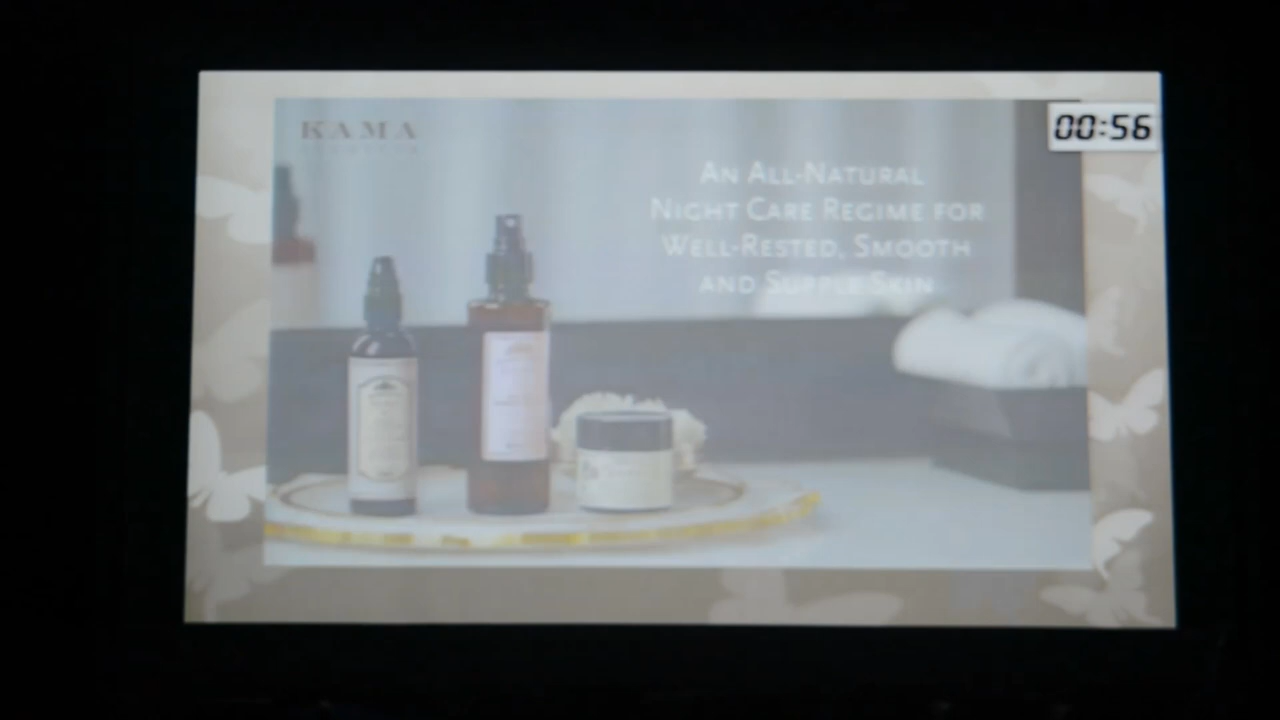 KAMA
00:56
AN ALL-NATURAL
NIGHT CARE REGIME FOR
WELL-RESTED, SMOOTH
AND SUPPLE SKIN